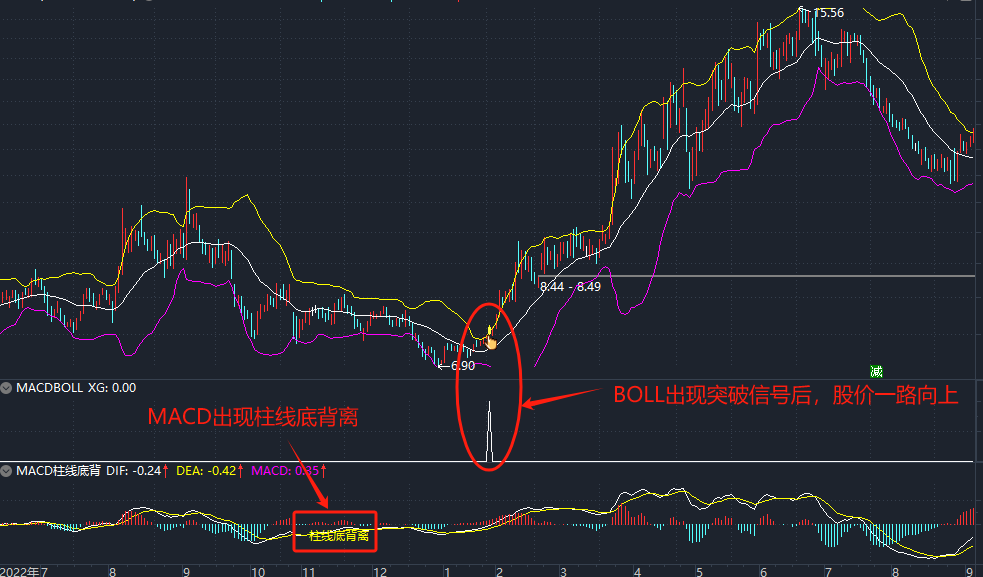 15.56
8.44 - 8.49
6.90
减
MACDBOLL XG: 0.00
BOLL出现突破信号后，股价一路向上
MACD出现柱线底背离
MACD柱线底背 DIF: -0.24↑ DEA: -0.42↑ MACD: 0.35↑
柱线底背离
2022年7 8 9 10 11 12 1 2 3 4 5 6 7 8 9